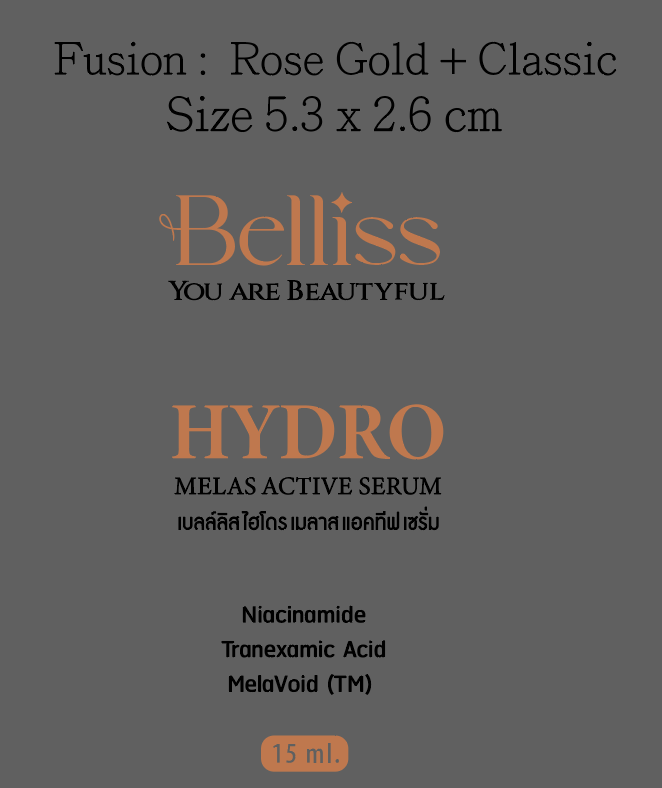 Fusion : Rose Gold + Classic
Size 5.3 x 2.6 cm
Belliss
YOU ARE BEAUTYFUL
HYDRO
MELAS ACTIVE SERUM
เบลล์ลิส ไฮโดร เมลาส แอคทีฟ เซรั่ม
Niacinamide
Tranexamic Acid
MelaVoid (TM)
15 ml.